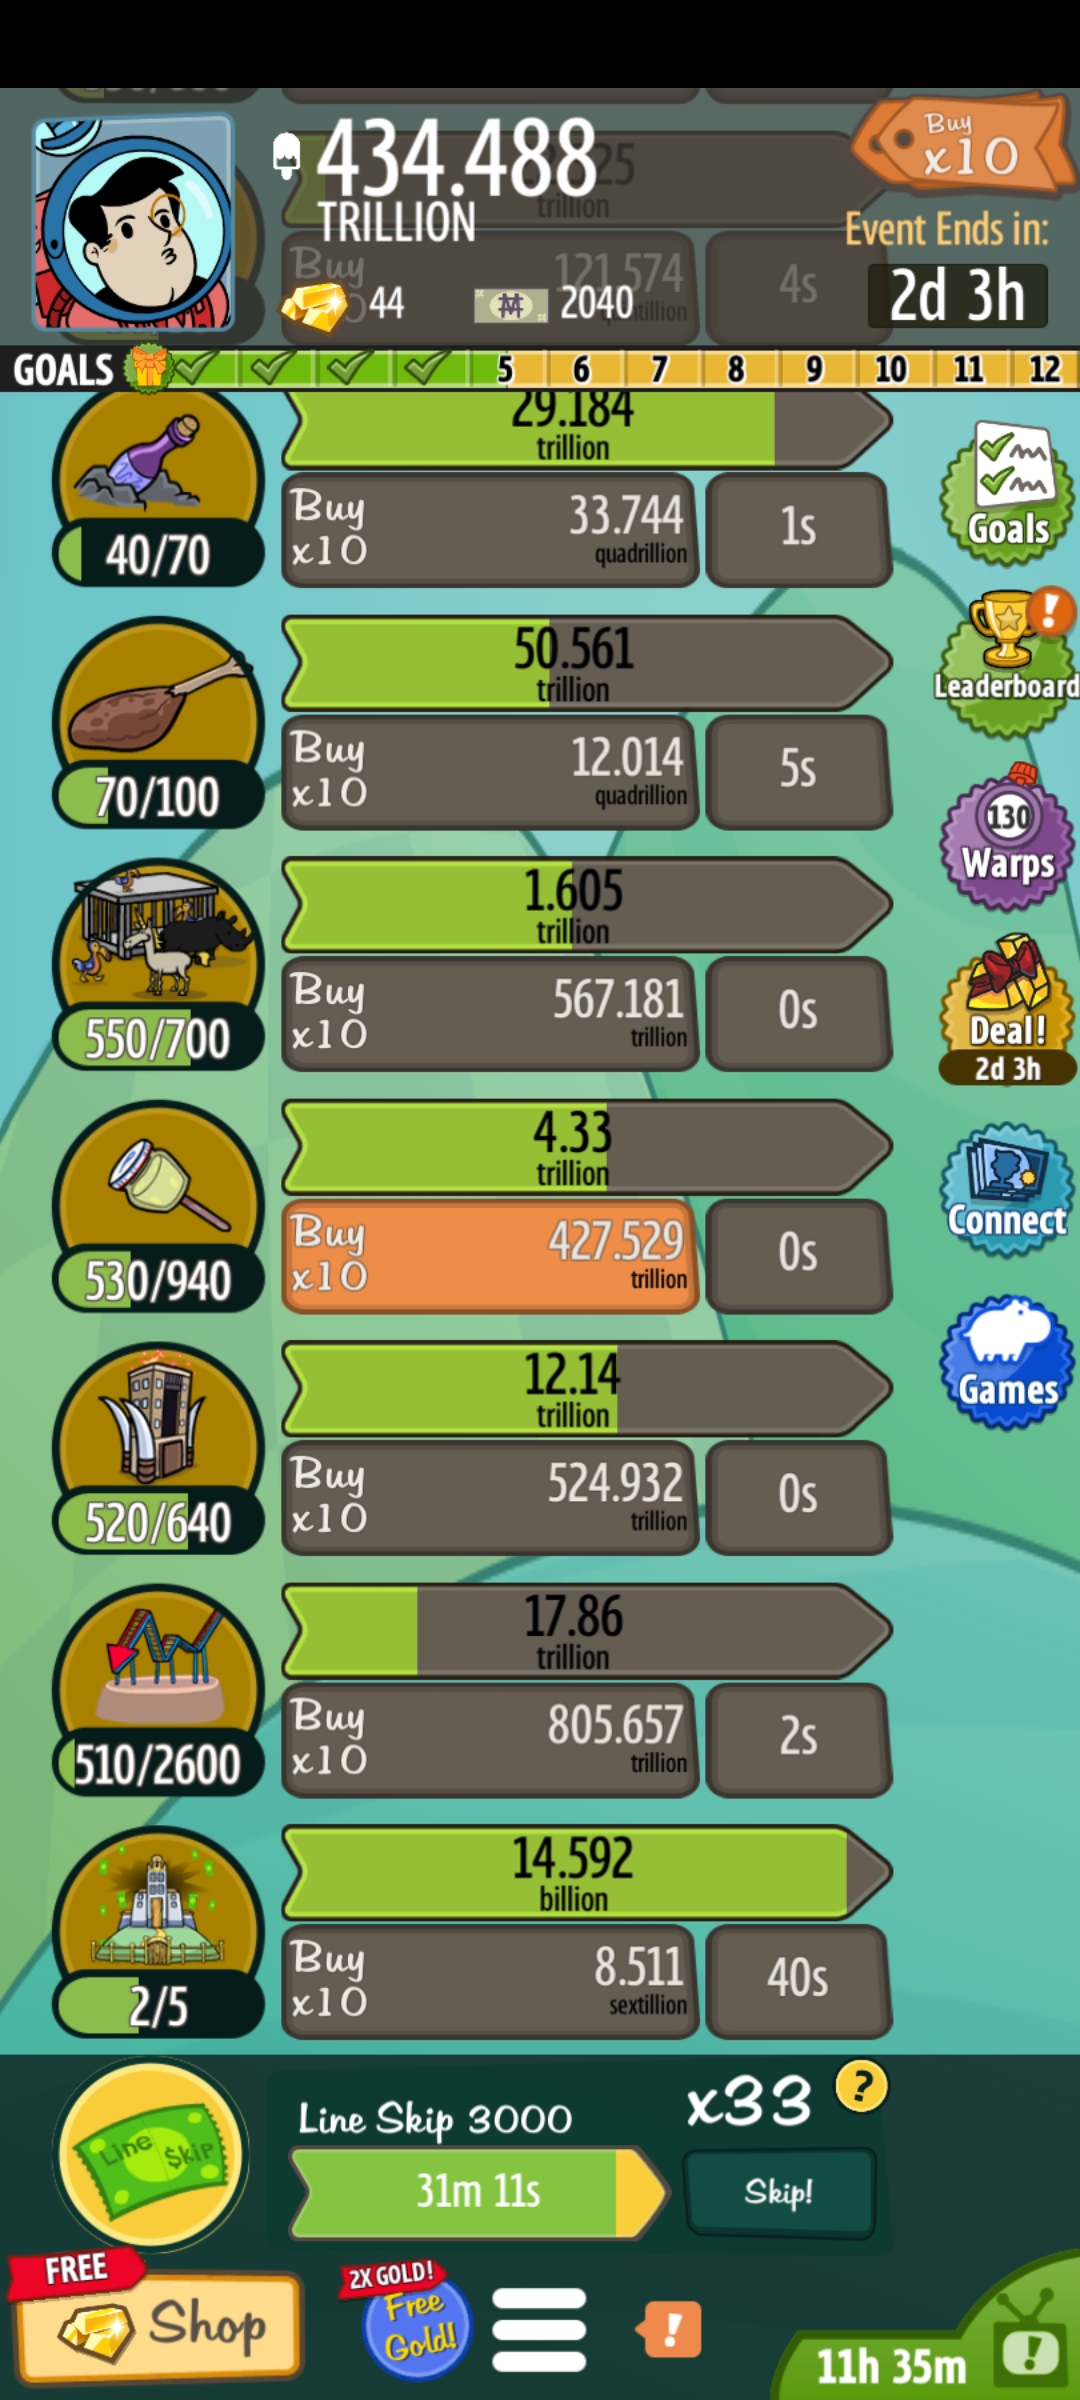 434.488
TRILLION
Buy
x10
Event Ends in:
2d 3h
44
2040
trillion
Buy
121.574
4s
GOALS
5
6
7
8
9
10
11
12
29.184
trillion
Buy
x10
33.744
quadrillion
1s
40/70
Goals
50.561
trillion
Buy
x10
12.014
quadrillion
5s
70/100
Leaderboard
130
Warps
1.605
trillion
Buy
x10
567.181
trillion
0s
550/700
Deal!
2d 3h
4.33
trillion
Buy
x10
427.529
trillion
0s
530/940
Connect
12.14
trillion
Buy
x10
524.932
trillion
0s
520/640
Games
17.86
trillion
Buy
x10
805.657
trillion
2s
510/2600
14.592
billion
Buy
x10
8.511
sextillion
40s
2/5
Line $kip
Line Skip 3000
31m 11s
x33
?
Skip!
FREE
Shop
2X GOLD!
Free
Gold!
!
11h 35m
!